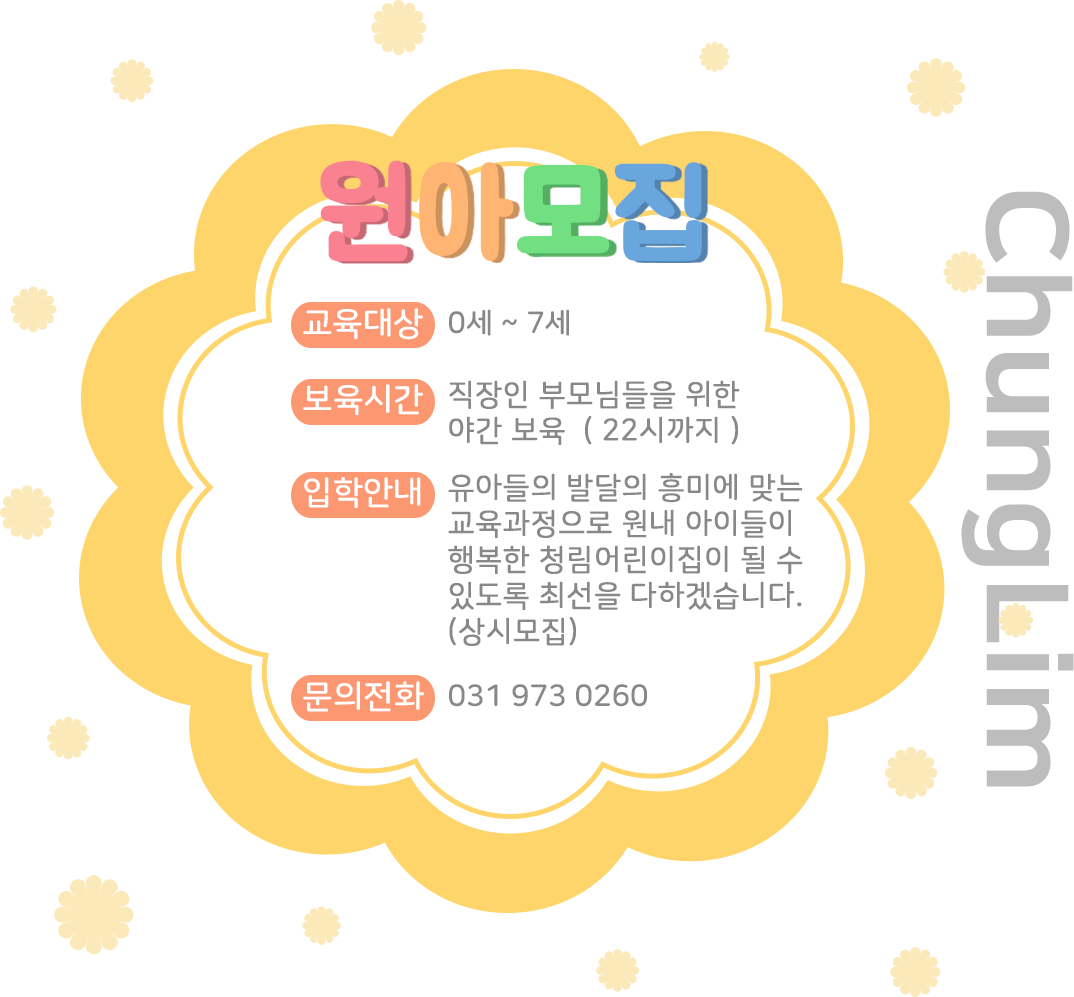 원아모집
교육대상 0세 ~ 7세
보육시간 직장인 부모님들을 위한
야간 보육 ( 22시까지 )
입학안내 유아들의 발달의 흥미에 맞는
교육과정으로 원내 아이들이
행복한 청림어린이집이 될 수
있도록 최선을 다하겠습니다.
(상시모집)
문의전화 031 973 0260
ChungLim